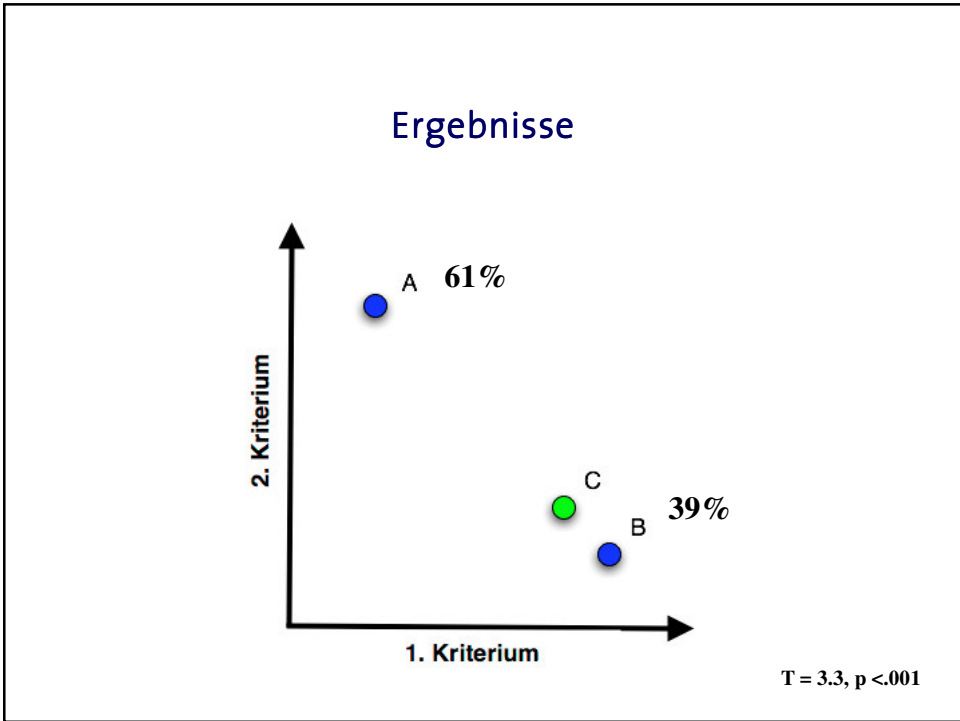 Ergebnisse
A 61%
2. Kriterium
C
B 39%
1. Kriterium
T = 3.3, p <.001